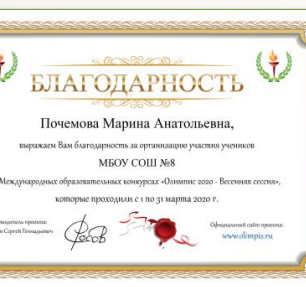 БЛАГОДАРНОСТЬ
Почемова Марина Анатольевна,
выражаем Вам благодарность за организацию участия учеников
МБОУ СОШ №8
Международных образовательных конкурсах «Олимпис 2020 - Весенняя сессия»,
которые проходили с 1 по 31 марта 2020 г.
проекта:
Сергей Геннадьевич
Официальный сайт проекта:
www.olimpis.ru